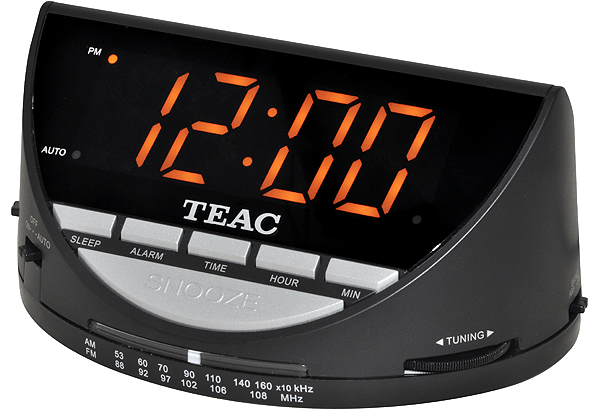 PM
12:00
AUTO
TEAC
OFF
ON
AUTO
SLEEP
ALARM
TIME
HOUR
MIN
SNOOZE
◀ TUNING ▶
AM 53 60 70 90 110 140 160 x10 kHz
FM 88 92 97 102 106 108 MHz